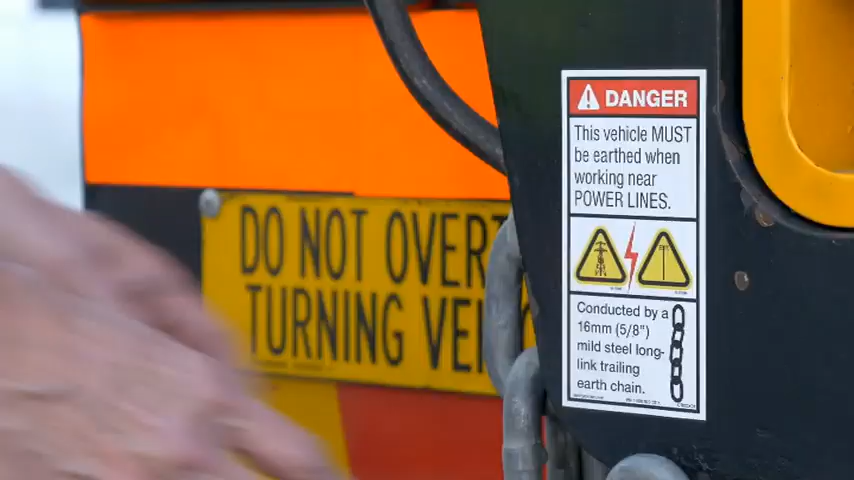 DO NOT OVERT
TURNING VEH
DANGER
This vehicle MUST
be earthed when
working near
POWER LINES.
Conducted by a
16mm (5/8")
mild steel long-
link trailing
earth chain.